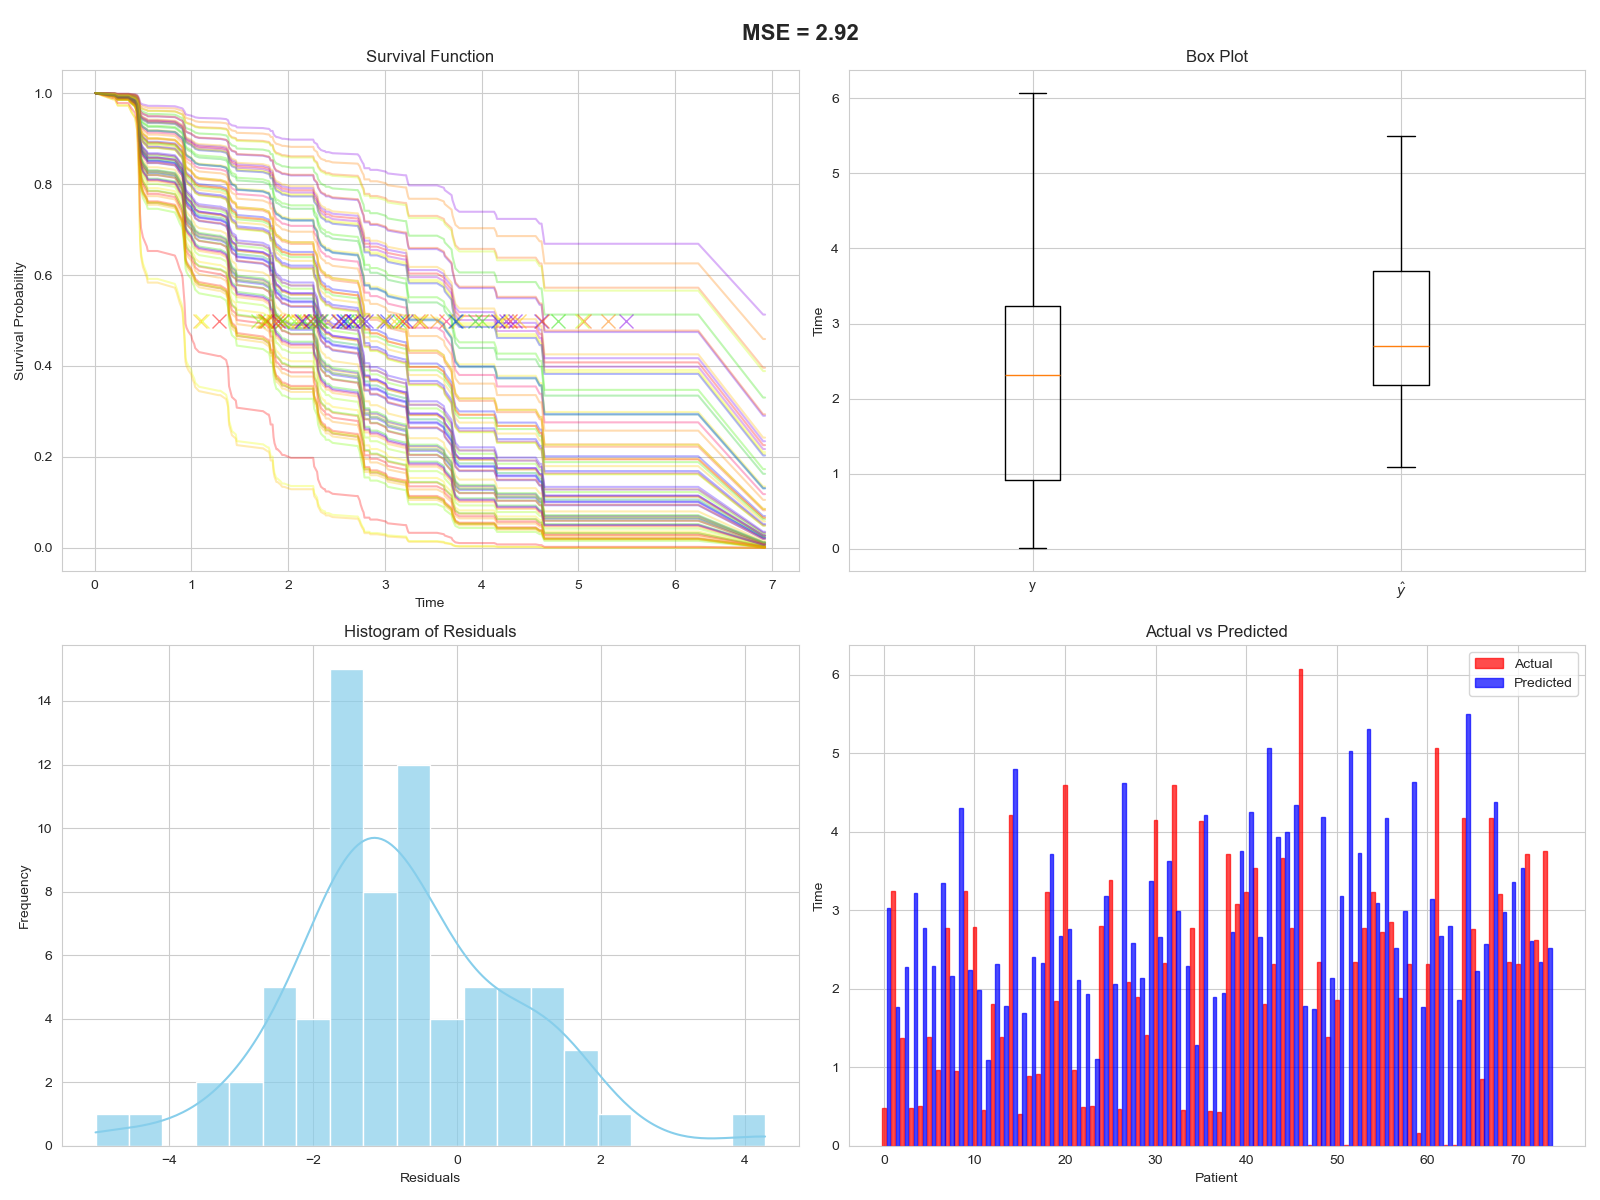 MSE = 2.92
Survival Function
Survival Probability
1.0
0.8
0.6
0.4
0.2
0.0
0 1 2 3 4 5 6 7
Time
Box Plot
Time
6
5
4
3
2
1
0
y ŷ
Histogram of Residuals
Frequency
14
12
10
8
6
4
2
0
−4 −2 0 2 4
Residuals
Actual vs Predicted
Actual
Predicted
Time
6
5
4
3
2
1
0
0 10 20 30 40 50 60 70
Patient